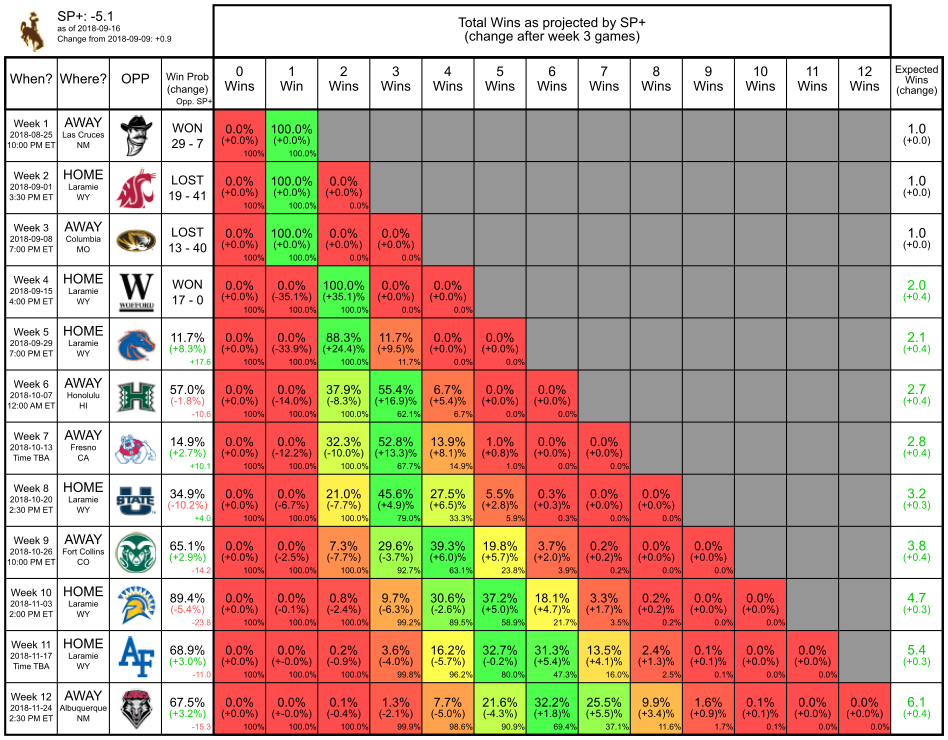 SP+: -5.1
as of 2018-09-16
Change from 2018-09-09: +0.9
Total Wins as projected by SP+
(change after week 3 games)
When? Where? OPP Win Prob (change) Opp. SP+ 0 Wins 1 Win 2 Wins 3 Wins 4 Wins 5 Wins 6 Wins 7 Wins 8 Wins 9 Wins 10 Wins 11 Wins 12 Wins Expected Wins (change)
Week 1 AWAY WON 0.0% 100.0% 1.0
2018-08-25 Las Cruces 29 - 7 (+0.0%) (+0.0%) (+0.0)
10:00 PM ET NM 100% 100.0%
Week 2 HOME LOST 0.0% 100.0% 0.0% 1.0
2018-09-01 Laramie 19 - 41 (+0.0%) (+0.0%) (+0.0%) (+0.0)
3:30 PM ET WY 100% 100.0% 0.0%
STATE
Week 3 AWAY LOST 0.0% 100.0% 0.0% 0.0% 1.0
2018-09-08 Columbia 13 - 40 (+0.0%) (+0.0%) (+0.0%) (+0.0%) (+0.0)
7:00 PM ET MO 100% 100.0% 0.0% 0.0%
Week 4 HOME W WON 0.0% 0.0% 100.0% 0.0% 0.0% 2.0
2018-09-15 Laramie 17 - 0 (+0.0%) (-35.1%) (+35.1)% (+0.0%) (+0.0%) (+0.4)
4:00 PM ET WY WOFFORD 100% 100.0% 100.0% 0.0% 0.0%
Week 5 HOME 11.7% 0.0% 0.0% 88.3% 11.7% 0.0% 0.0% 2.1
2018-09-29 Laramie (+8.3%) (+0.0%) (-33.9%) (+24.4)% (+9.5)% (+0.0%) (+0.0%) (+0.4)
7:00 PM ET WY +17.6 100% 100.0% 100.0% 11.7% 0.0% 0.0%
Week 6 AWAY H 57.0% 0.0% 0.0% 37.9% 55.4% 6.7% 0.0% 0.0% 2.7
2018-10-07 Honolulu (-1.8%) (+0.0%) (-14.0%) (-8.3%) (+16.9)% (+5.4)% (+0.0%) (+0.0%) (+0.4)
12:00 AM ET HI -10.6 100% 100.0% 100.0% 62.1% 6.7% 0.0% 0.0%
Week 7 AWAY 14.9% 0.0% 0.0% 32.3% 52.8% 13.9% 1.0% 0.0% 0.0% 2.8
2018-10-13 Fresno (+2.7%) (+0.0%) (-12.2%) (-10.0%) (+13.3)% (+8.1)% (+0.8)% (+0.0%) (+0.0%) (+0.4)
Time TBA CA +10.1 100% 100.0% 100.0% 67.7% 14.9% 1.0% 0.0% 0.0%
Week 8 HOME U STATE 34.9% 0.0% 0.0% 21.0% 45.6% 27.5% 5.5% 0.3% 0.0% 0.0% 3.2
2018-10-20 Laramie (-10.2%) (+0.0%) (-6.7%) (-7.7%) (+4.9)% (+6.5)% (+2.8)% (+0.3)% (+0.0%) (+0.0%) (+0.3)
2:30 PM ET WY +4.0 100% 100.0% 100.0% 79.0% 33.3% 5.9% 0.3% 0.0% 0.0%
Week 9 AWAY 65.1% 0.0% 0.0% 7.3% 29.6% 39.3% 19.8% 3.7% 0.2% 0.0% 0.0% 3.8
2018-10-26 Fort Collins (+2.9%) (+0.0%) (-2.5%) (-7.7%) (-3.7%) (+6.0)% (+5.7)% (+2.0)% (+0.2)% (+0.0%) (+0.0%) (+0.4)
10:00 PM ET CO -14.2 100% 100.0% 100.0% 92.7% 63.1% 23.8% 3.9% 0.2% 0.0% 0.0%
Week 10 HOME 89.4% 0.0% 0.0% 0.8% 9.7% 30.6% 37.2% 18.1% 3.3% 0.2% 0.0% 0.0% 4.7
2018-11-03 Laramie (-5.4%) (+0.0%) (-0.1%) (-2.4%) (-6.3%) (-2.6%) (+5.0)% (+4.7)% (+1.7)% (+0.2)% (+0.0%) (+0.0%) (+0.3)
2:00 PM ET WY -23.8 100% 100.0% 100.0% 99.2% 89.5% 58.9% 21.7% 3.5% 0.2% 0.0% 0.0%
Week 11 HOME AF 68.9% 0.0% 0.0% 0.2% 3.6% 16.2% 32.7% 31.3% 13.5% 2.4% 0.1% 0.0% 0.0% 5.4
2018-11-17 Laramie (+3.0%) (+0.0%) (+-0.0%) (-0.9%) (-4.0%) (-5.7%) (-0.2%) (+5.4)% (+4.1)% (+1.3)% (+0.1)% (+0.0%) (+0.0%) (+0.3)
Time TBA WY -11.0 100% 100.0% 100.0% 99.8% 96.2% 80.0% 47.3% 16.0% 2.5% 0.1% 0.0% 0.0%
Week 12 AWAY 67.5% 0.0% 0.0% 0.1% 1.3% 7.7% 21.6% 32.2% 25.5% 9.9% 1.6% 0.1% 0.0% 0.0% 6.1
2018-11-24 Albuquerque (+3.2%) (+0.0%) (+-0.0%) (-0.4%) (-2.1%) (-5.0%) (-4.3%) (+1.8)% (+5.5)% (+3.4)% (+0.9)% (+0.1)% (+0.0%) (+0.0%) (+0.4)
2:30 PM ET NM -15.3 100% 100.0% 100.0% 99.9% 98.6% 90.9% 69.4% 37.1% 11.6% 1.7% 0.1% 0.0% 0.0%